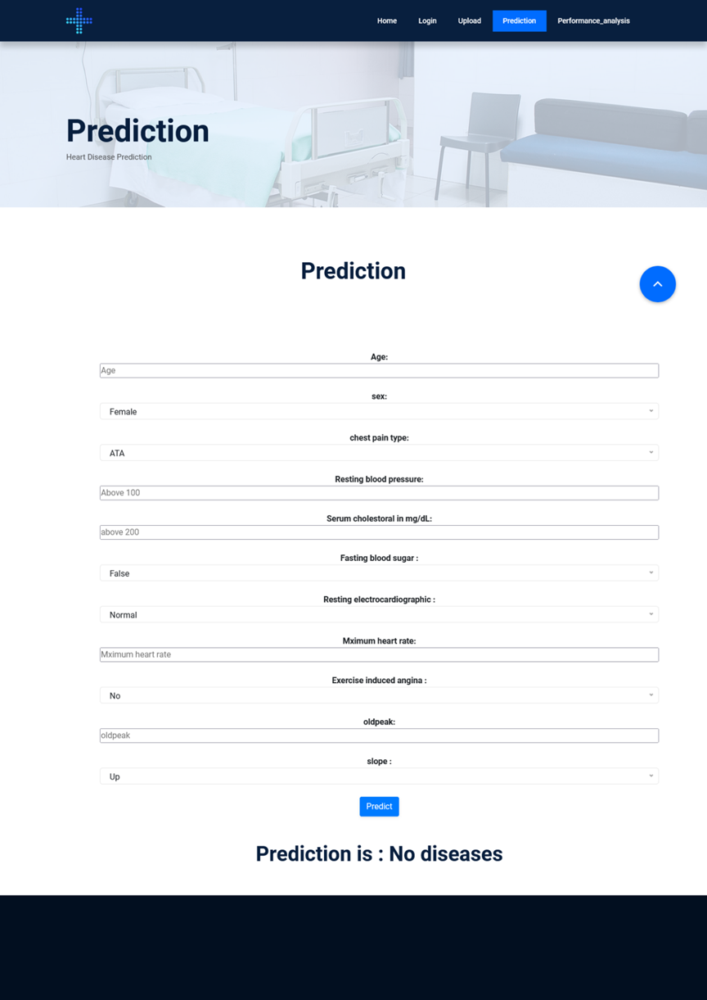 Home Login Upload Prediction Performance_analysis
Prediction
Heart Disease Prediction
Prediction
Age:
Age
sex:
Female
chest pain type:
ATA
Resting blood pressure:
Above 100
Serum cholestoral in mg/dL:
above 200
Fasting blood sugar :
False
Resting electrocardiographic :
Normal
Mximum heart rate:
Mximum heart rate
Exercise induced angina :
No
oldpeak:
oldpeak
slope :
Up
Predict
Prediction is : No diseases